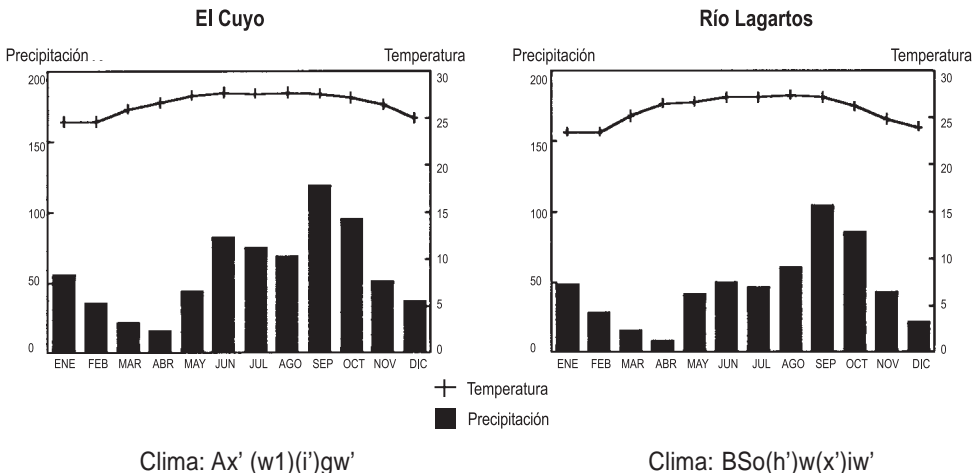 El Cuyo
Precipitación
Temperatura
200
150
100
50
0
30
25
20
15
10
5
0
ENE FEB MAR ABR MAY JUN JUL AGO SEP OCT NOV DIC
Río Lagartos
Precipitación
Temperatura
200
150
100
50
0
30
25
20
15
10
5
0
ENE FEB MAR ABR MAY JUN JUL AGO SEP OCT NOV DIC
Temperatura
Precipitación
Clima: Ax’ (w1)(i’)gw’
Clima: BSo(h’)w(x’)iw’